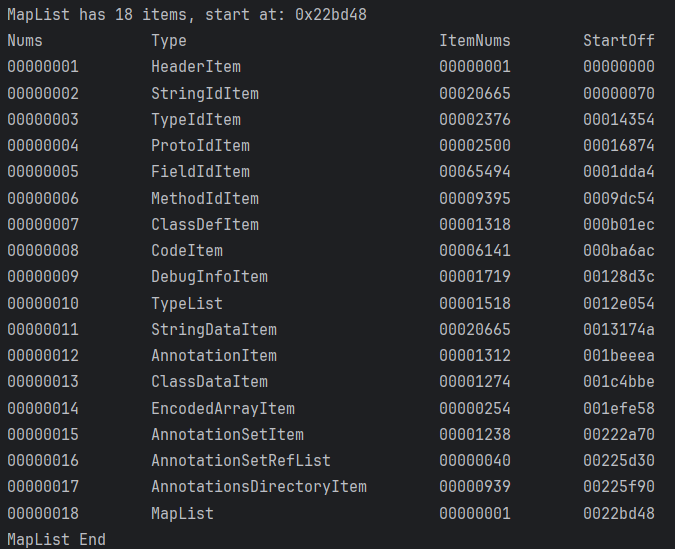 MapList has 18 items, start at: 0x22bd48
Nums Type ItemNums StartOff
00000001 HeaderItem 00000001 00000000
00000002 StringIdItem 00020665 00000070
00000003 TypeIdItem 00002376 00014354
00000004 ProtoIdItem 00002500 00016874
00000005 FieldIdItem 00065494 0001dda4
00000006 MethodIdItem 00009395 0009dc54
00000007 ClassDefItem 00001318 000b01ec
00000008 CodeItem 00006141 000ba6ac
00000009 DebugInfoItem 00001719 00128d3c
00000010 TypeList 00001518 0012e054
00000011 StringDataItem 00020665 0013174a
00000012 AnnotationItem 00001312 001beeea
00000013 ClassDataItem 00001274 001c4bbe
00000014 EncodedArrayItem 00000254 001efe58
00000015 AnnotationSetItem 00001238 00222a70
00000016 AnnotationSetRefList 00000040 00225d30
00000017 AnnotationsDirectoryItem 00000939 00225f90
00000018 MapList 00000001 0022bd48
MapList End